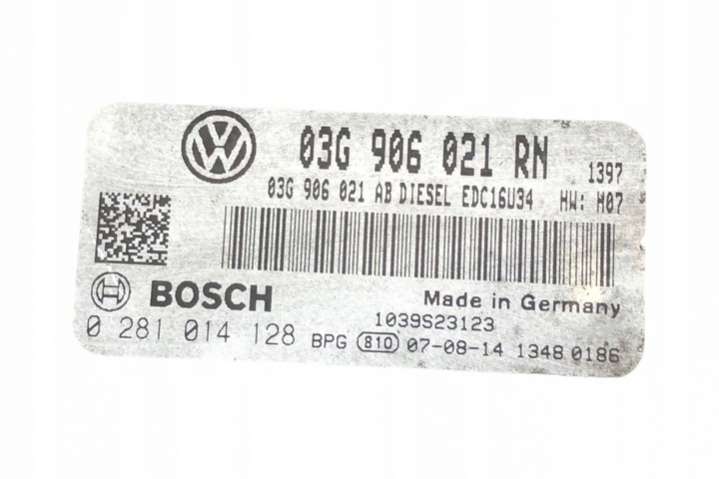 03G 906 021 RN 1397
03G 906 021 AB DIESEL EDC16U34 HW: H07
BOSCH Made in Germany
1039S23123
0 281 014 128 BPG 810 07-08-14 1348 0186